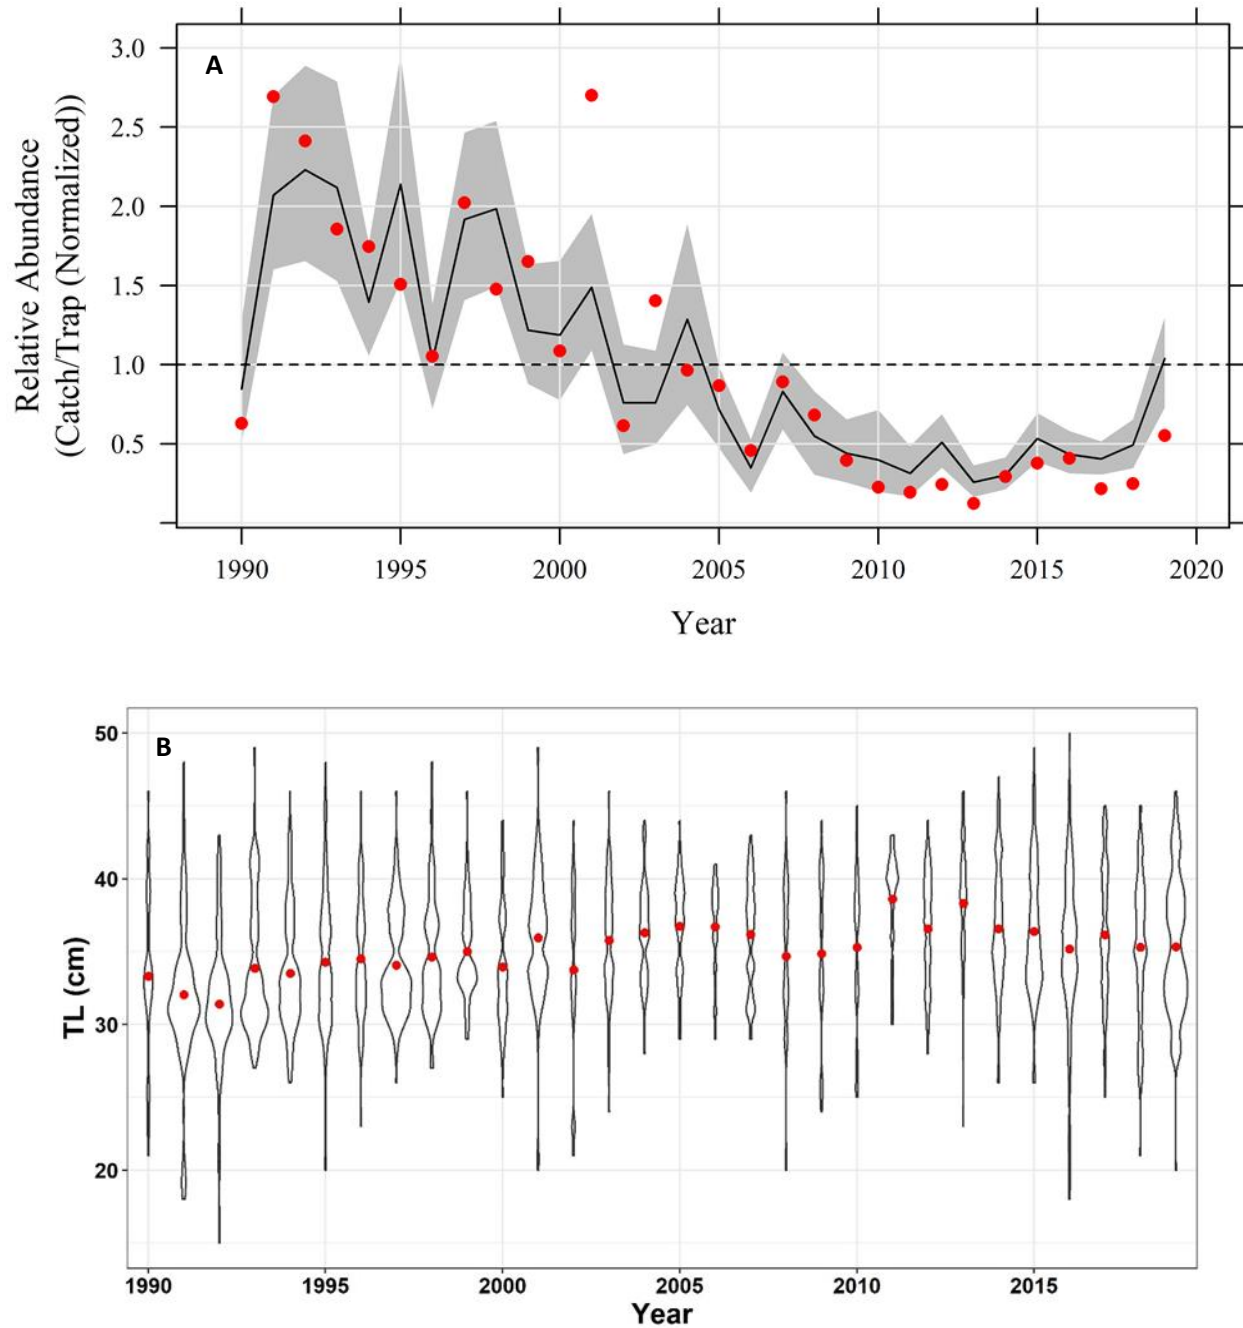 A
3.0
2.5
2.0
1.5
1.0
0.5
Relative Abundance
(Catch/Trap (Normalized))
1990 1995 2000 2005 2010 2015 2020
Year
B
50
40
30
20
TL (cm)
1990 1995 2000 2005 2010 2015
Year